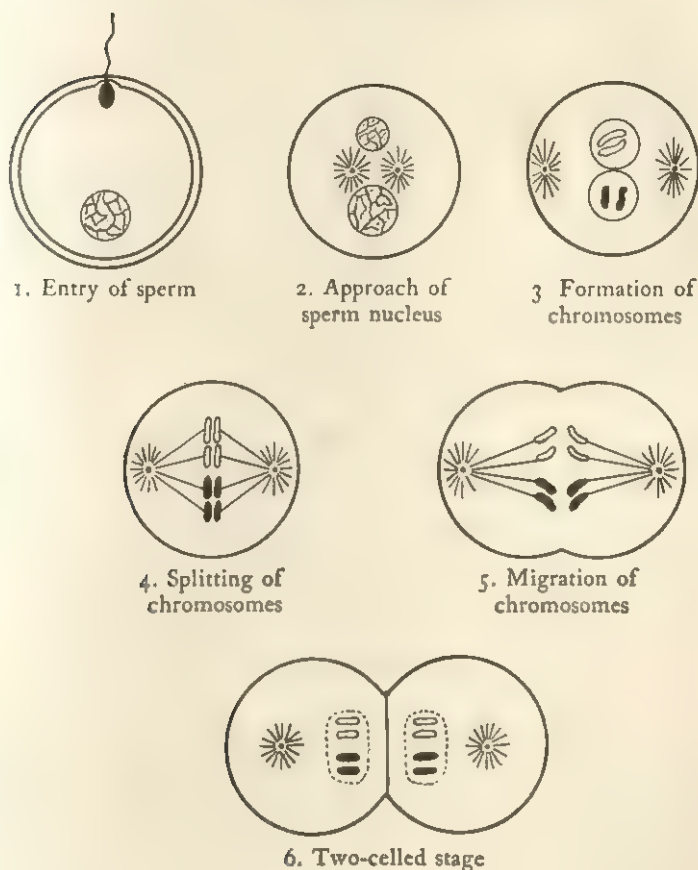 1. Entry of sperm
2. Approach of
sperm nucleus
3 Formation of
chromosomes
4. Splitting of
chromosomes
5. Migration of
chromosomes
6. Two-celled stage